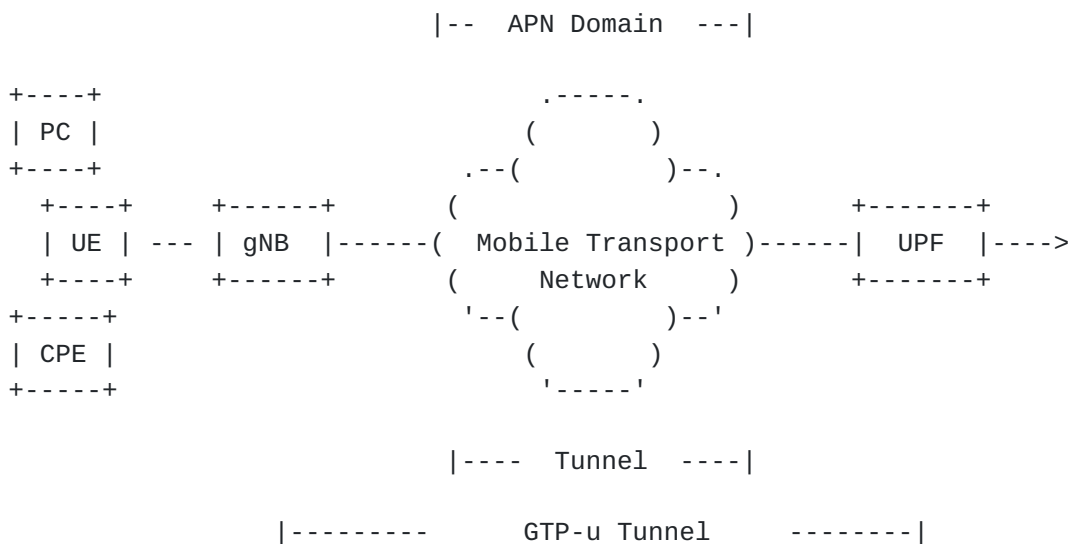 |--  APN Domain  ---|
+----+                            .-----.
| PC |                           (       )
+----+                       .--(         )--.
  +----+     +------+       (                 )       +-------+
  | UE | --- | gNB  |------(  Mobile Transport )------|  UPF  |---->
  +----+     +------+       (     Network     )       +-------+
+-----+                      '--(         )--'
| CPE |                          (       )
+-----+                           '-----'
|----  Tunnel  ----|
|---------      GTP-u Tunnel     --------|